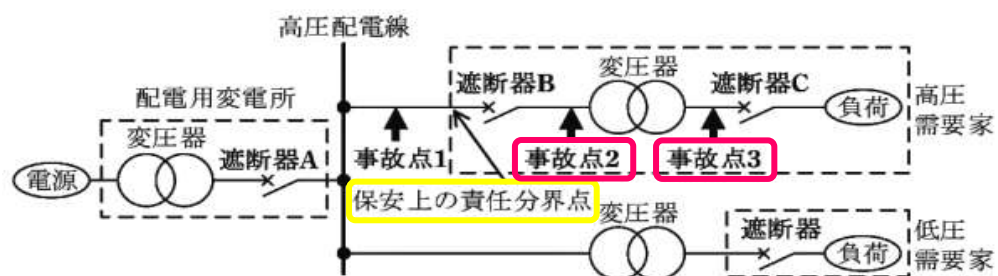 高圧配電線
配電用変電所
変圧器
遮断器A
電源
事故点1
保安上の責任分界点
遮断器B
変圧器
遮断器C
負荷
高圧
需要家
事故点2
事故点3
変圧器
遮断器
負荷
低圧
需要家